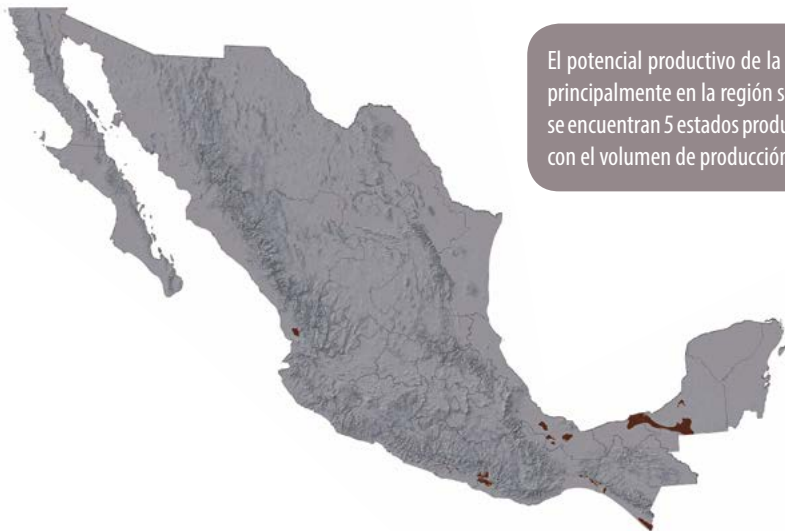 El potencial productivo de la
principalmente en la región s
se encuentran 5 estados produ
con el volumen de producción